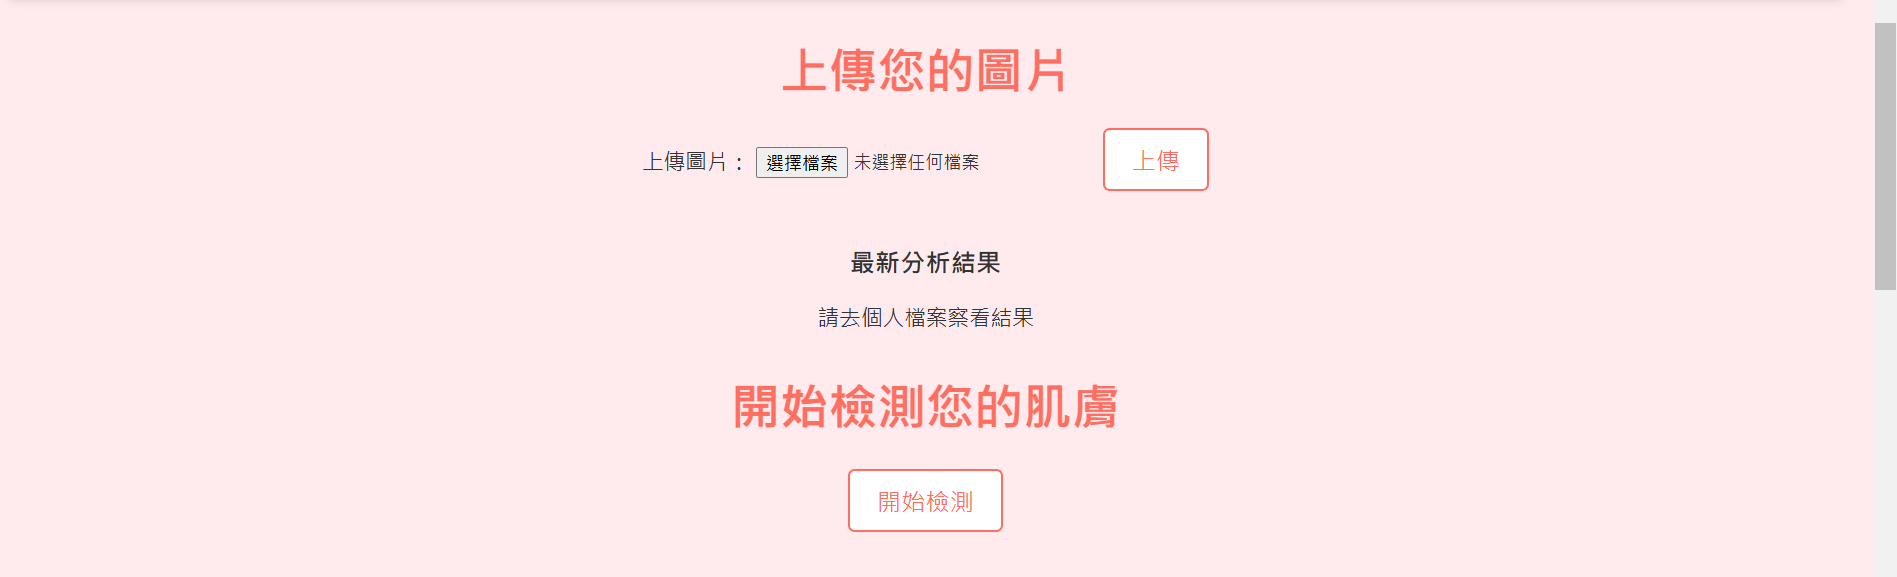 上傳您的圖片
上傳圖片： 選擇檔案 未選擇任何檔案 上傳
最新分析結果
請去個人檔案察看結果
開始檢測您的肌膚
開始檢測